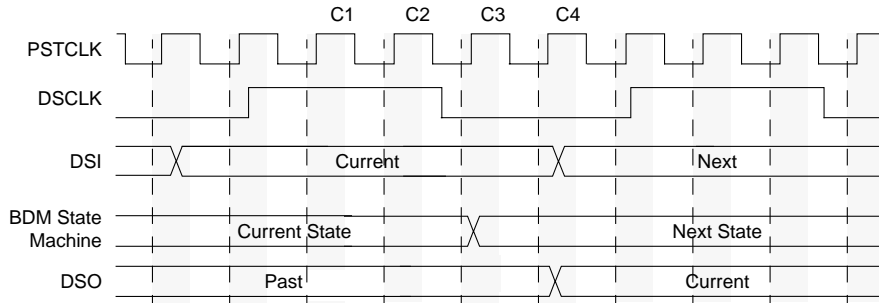 C1 C2 C3 C4
PSTCLK
DSCLK
DSI Current Next
BDM State
Machine Current State Next State
DSO Past Current